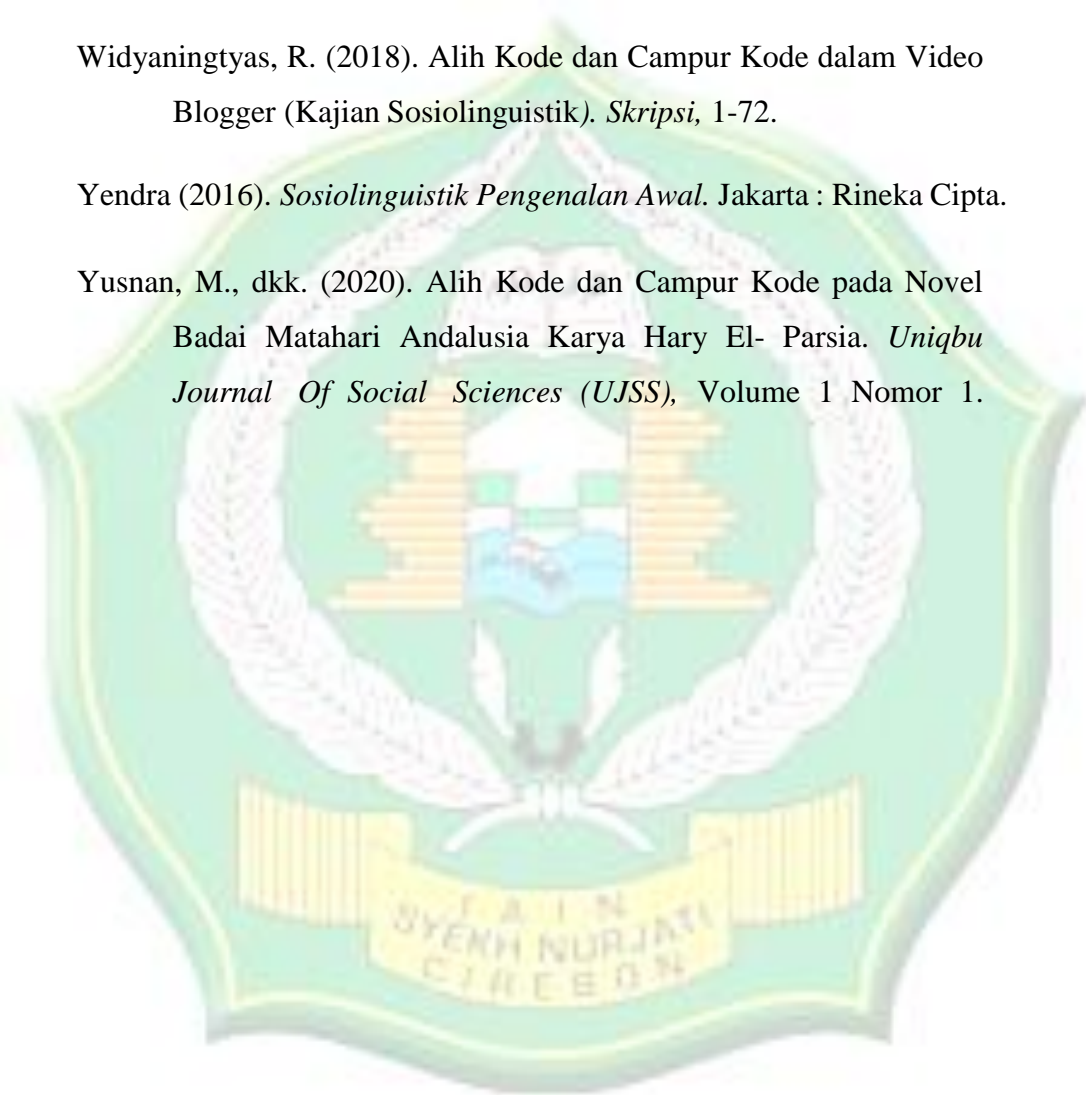 Widyaningtyas, R. (2018). Alih Kode dan Campur Kode dalam Video
Blogger (Kajian Sosiolinguistik). Skripsi, 1-72.
Yendra (2016). Sosiolinguistik Pengenalan Awal. Jakarta : Rineka Cipta.
Yusnan, M., dkk. (2020). Alih Kode dan Campur Kode pada Novel
Badai Matahari Andalusia Karya Hary El- Parsia. Uniqbu
Journal Of Social Sciences (UJSS), Volume 1 Nomor 1.
IAIN
SYEKH NURJATI
CIREBON